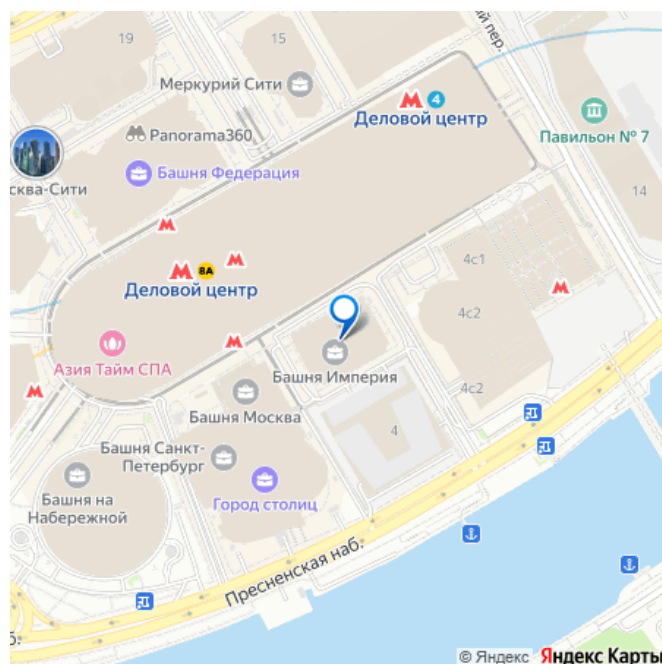 19
15
ий пер.
Меркурий Сити
4
Деловой центр
Panorama360
Павильон № 7
Башня Федерация
сква-Сити
14
8А
Деловой центр
4с1
4с2
Азия Тайм СПА
Башня Империя
4с2
Башня Москва
4
Башня Санкт-
Петербург
Башня на
Набережной
Город столиц
Пресненская наб.
б.
© Яндекс Яндекс Карты